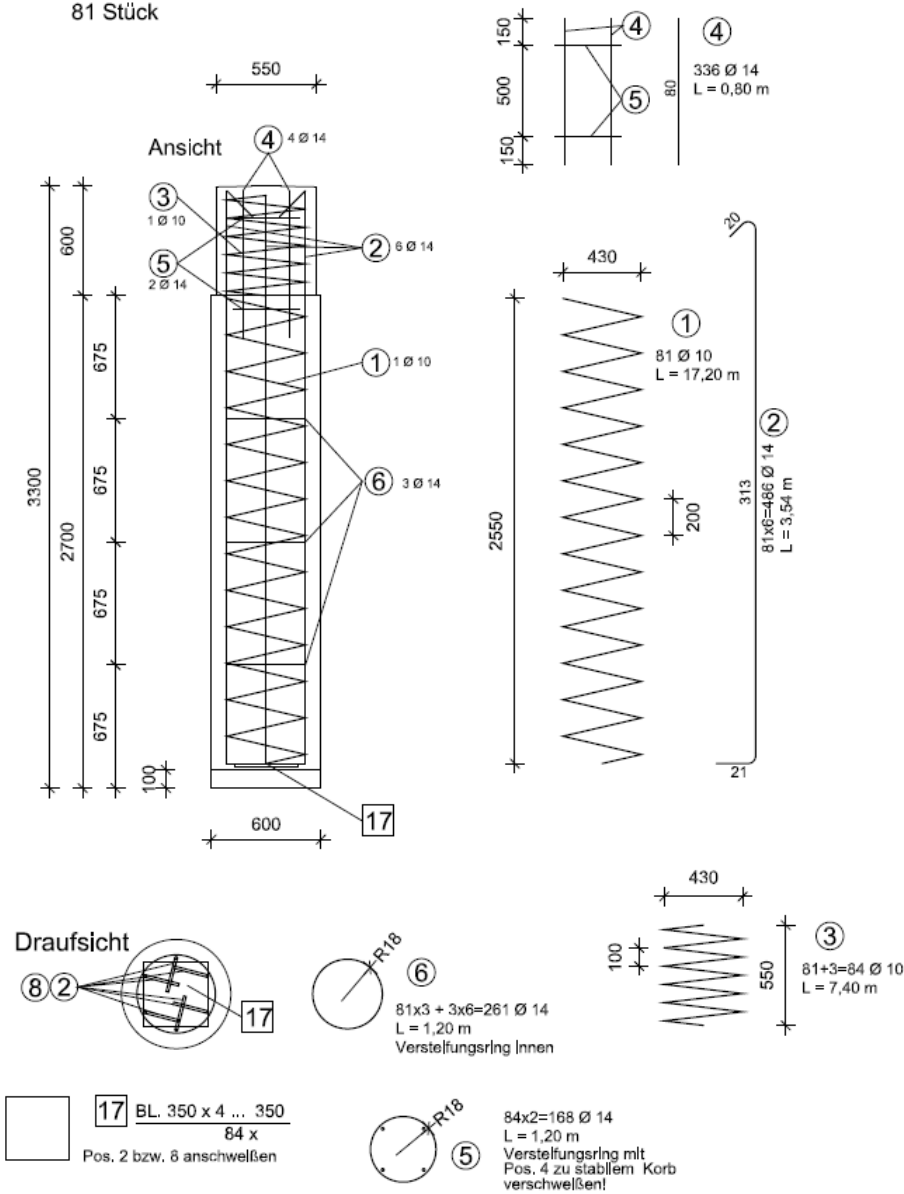 81 Stück
550
Ansicht
4
4 Ø 14
3
1 Ø 10
5
2 Ø 14
2
6 Ø 14
1
1 Ø 10
6
3 Ø 14
600
675
675
675
675
3300
2700
100
600
17
150
500
150
4
5
80
4
336 Ø 14
L = 0,80 m
430
2550
200
1
81 Ø 10
L = 17,20 m
20
313
21
2
81x6=486 Ø 14
L = 3,54 m
Draufsicht
8 2
17
R18
6
81x3 + 3x6=261 Ø 14
L = 1,20 m
Versteifungsring innen
430
100
550
3
81+3=84 Ø 10
L = 7,40 m
17 BL. 350 x 4 ... 350
84 x
Pos. 2 bzw. 8 anschweißen
R18
5
84x2=168 Ø 14
L = 1,20 m
Versteifungsring mit
Pos. 4 zu stabilem Korb
verschweißen!